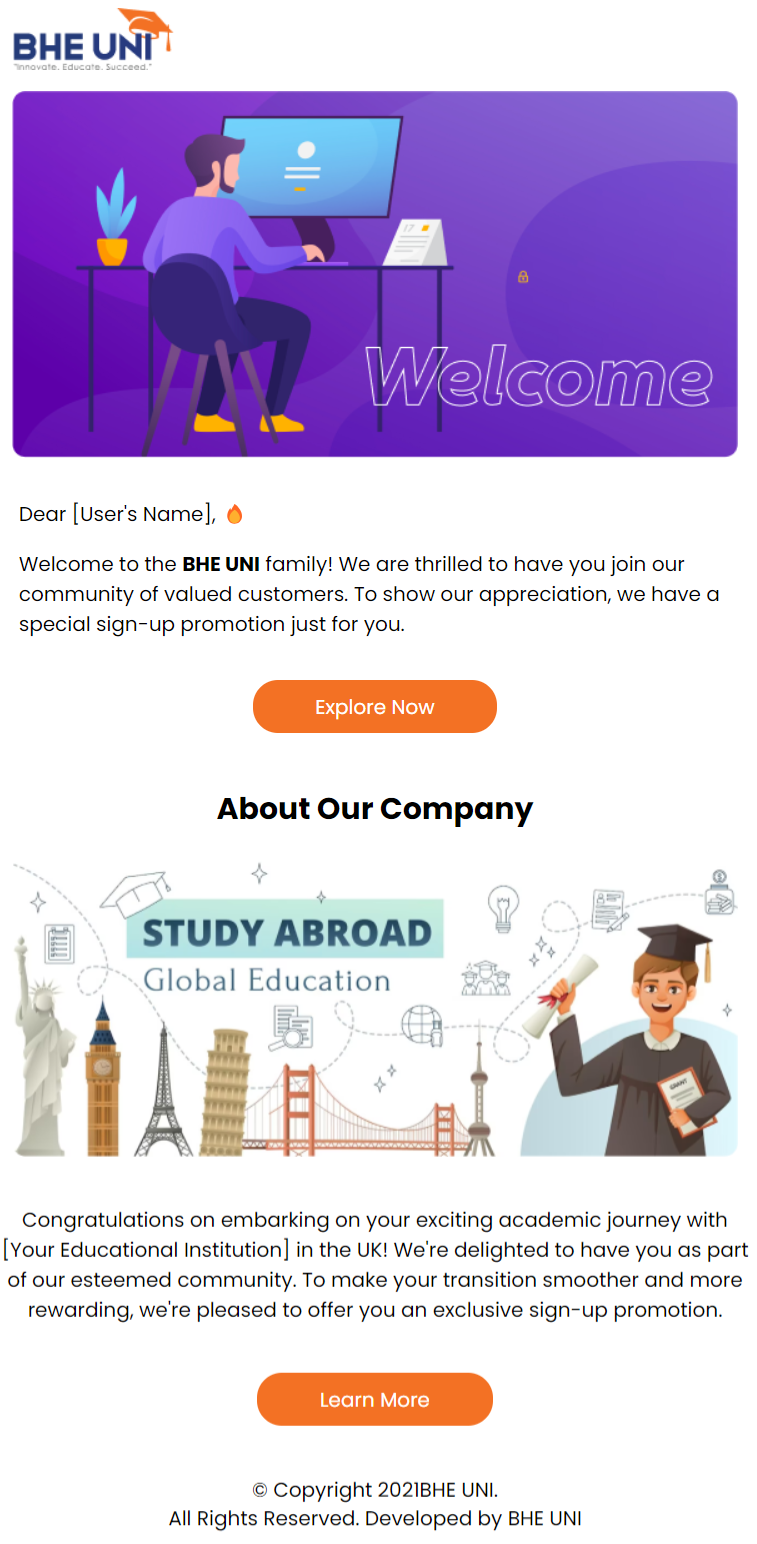 BHE UNI
"Innovate. Educate. Succeed."
17
Welcome
Dear [User's Name], 🔥
Welcome to the BHE UNI family! We are thrilled to have you join our
community of valued customers. To show our appreciation, we have a
special sign-up promotion just for you.
Explore Now
About Our Company
STUDY ABROAD
Global Education
GRANT
Congratulations on embarking on your exciting academic journey with
[Your Educational Institution] in the UK! We're delighted to have you as part
of our esteemed community. To make your transition smoother and more
rewarding, we're pleased to offer you an exclusive sign-up promotion.
Learn More
© Copyright 2021BHE UNI.
All Rights Reserved. Developed by BHE UNI